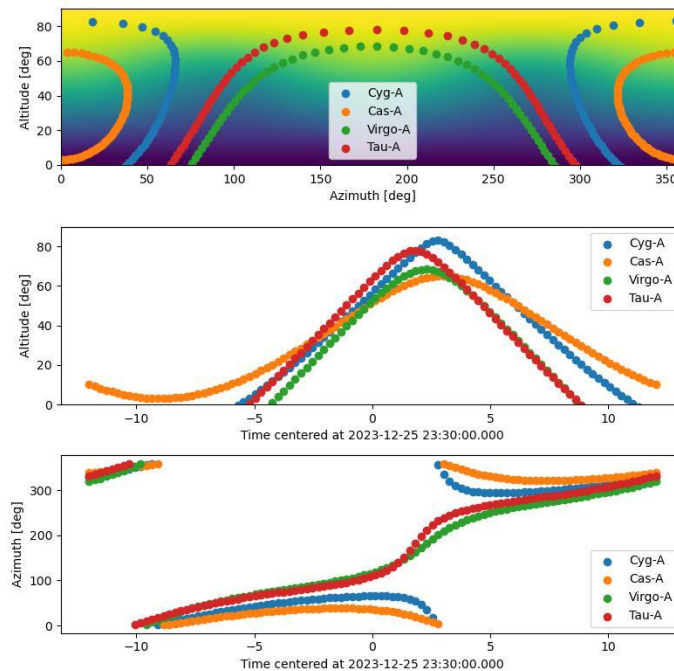 80
60
40
20
0
Altitude [deg]
Cyg-A
Cas-A
Virgo-A
Tau-A
0 50 100 150 200 250 300 35
Azimuth [deg]
80
60
40
20
0
Altitude [deg]
Cyg-A
Cas-A
Virgo-A
Tau-A
−10 −5 0 5 10
Time centered at 2023-12-25 23:30:00.000
300
200
100
0
Azimuth [deg]
Cyg-A
Cas-A
Virgo-A
Tau-A
−10 −5 0 5 10
Time centered at 2023-12-25 23:30:00.000